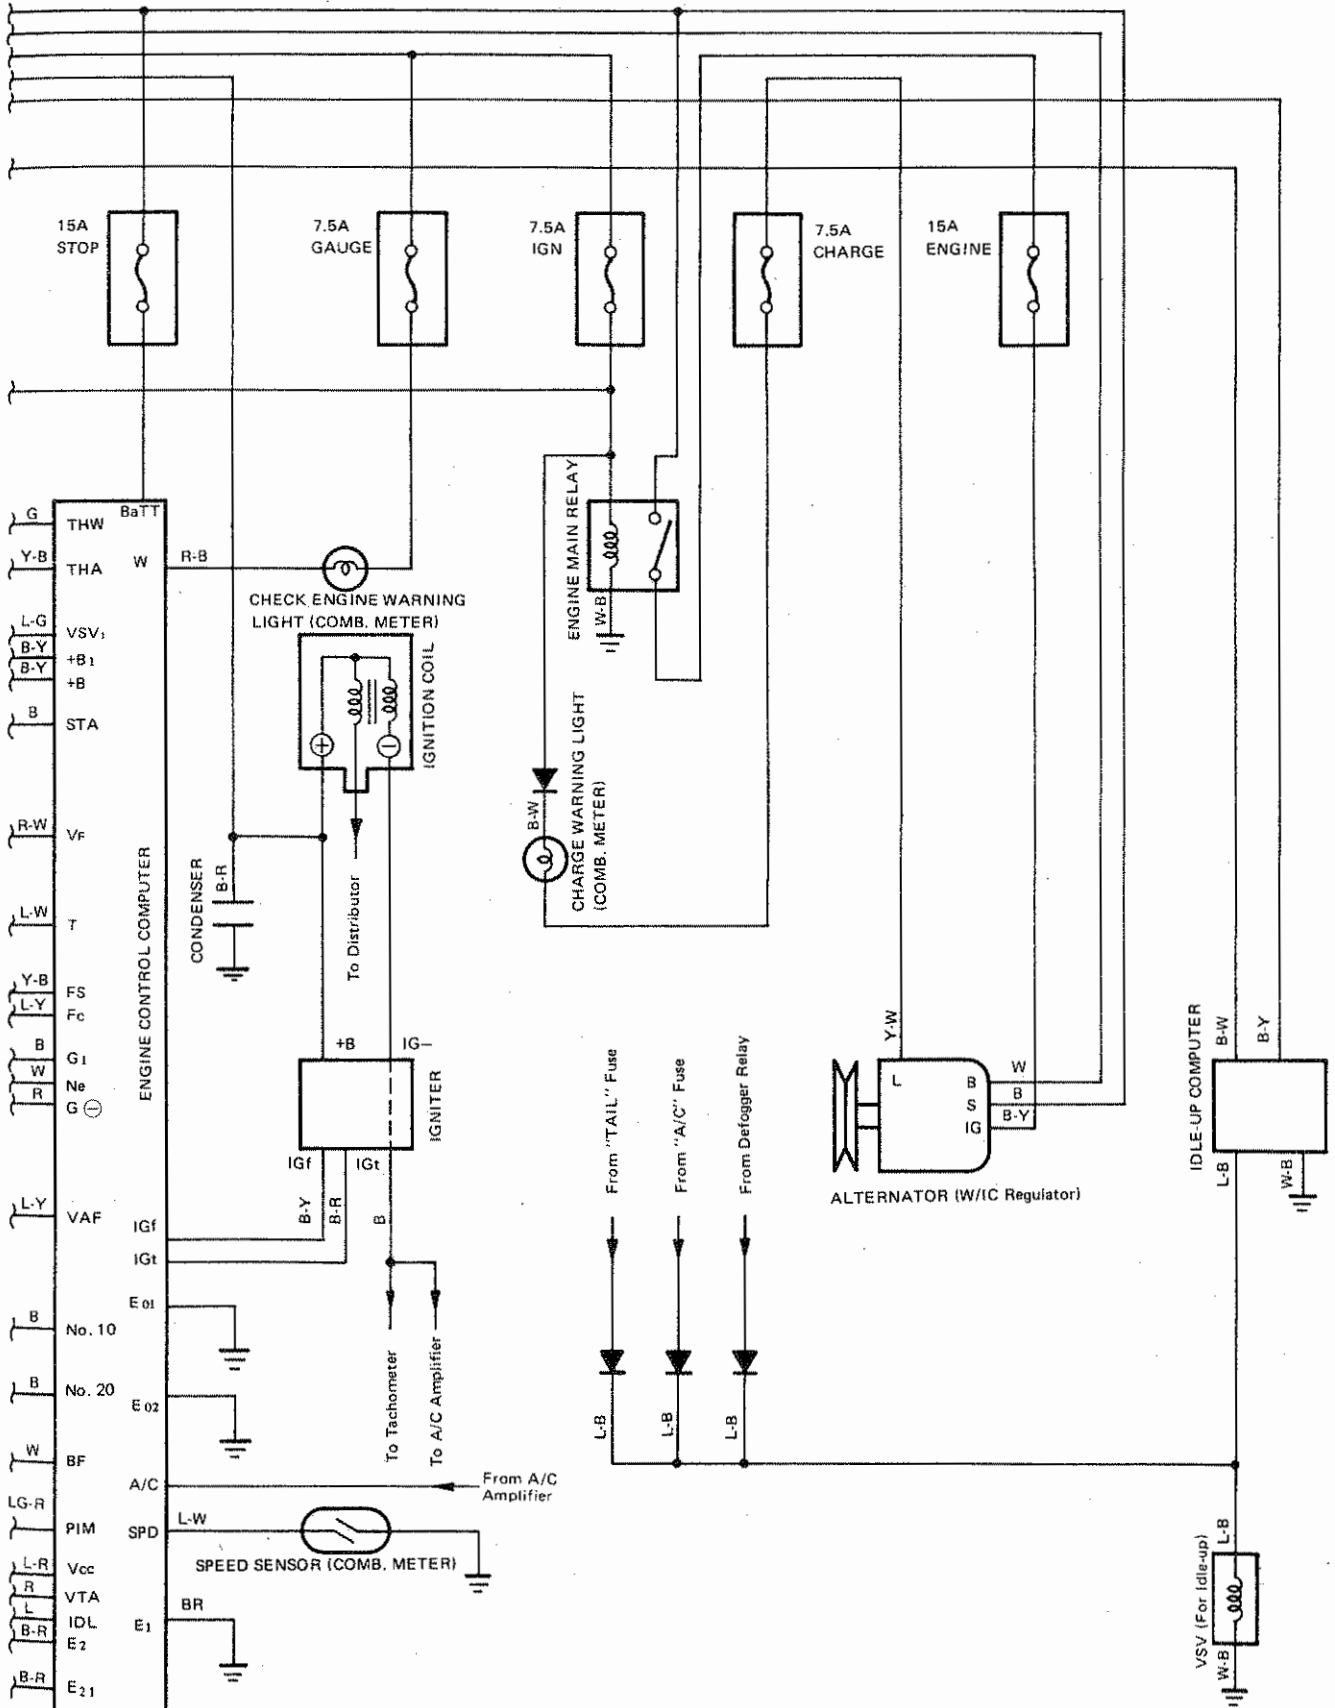 15A
STOP
7.5A
GAUGE
7.5A
IGN
7.5A
CHARGE
15A
ENGINE
BaTT
G
THW
Y-B
THA
W
R-B
CHECK ENGINE WARNING
LIGHT (COMB. METER)
ENGINE MAIN RELAY
W-B
L-G
VSV1
B-Y
+B1
B-Y
+B
B
STA
IGNITION COIL
+
−
B-W
CHARGE WARNING LIGHT
(COMB. METER)
R-W
VF
ENGINE CONTROL COMPUTER
CONDENSER
B-R
To Distributor
L-W
T
Y-B
FS
L-Y
Fc
B
G1
W
Ne
R
G ⊖
+B
IG−
IGNITER
IGf
IGt
B-Y
B-R
B
From "TAIL" Fuse
From "A/C" Fuse
From Defogger Relay
Y-W
L
B
S
IG
W
B
B-Y
ALTERNATOR (W/IC Regulator)
IDLE-UP COMPUTER
B-W
B-Y
L-B
W-B
L-Y
VAF
IGf
IGt
E01
B
No. 10
B
No. 20
E02
To Tachometer
To A/C Amplifier
L-B
L-B
L-B
W
BF
A/C
From A/C
Amplifier
LG-R
PIM
SPD
L-W
SPEED SENSOR (COMB. METER)
L-R
Vcc
R
VTA
L
IDL
B-R
E2
E1
BR
B-R
E21
L-B
VSV (For Idle-up)
W-B